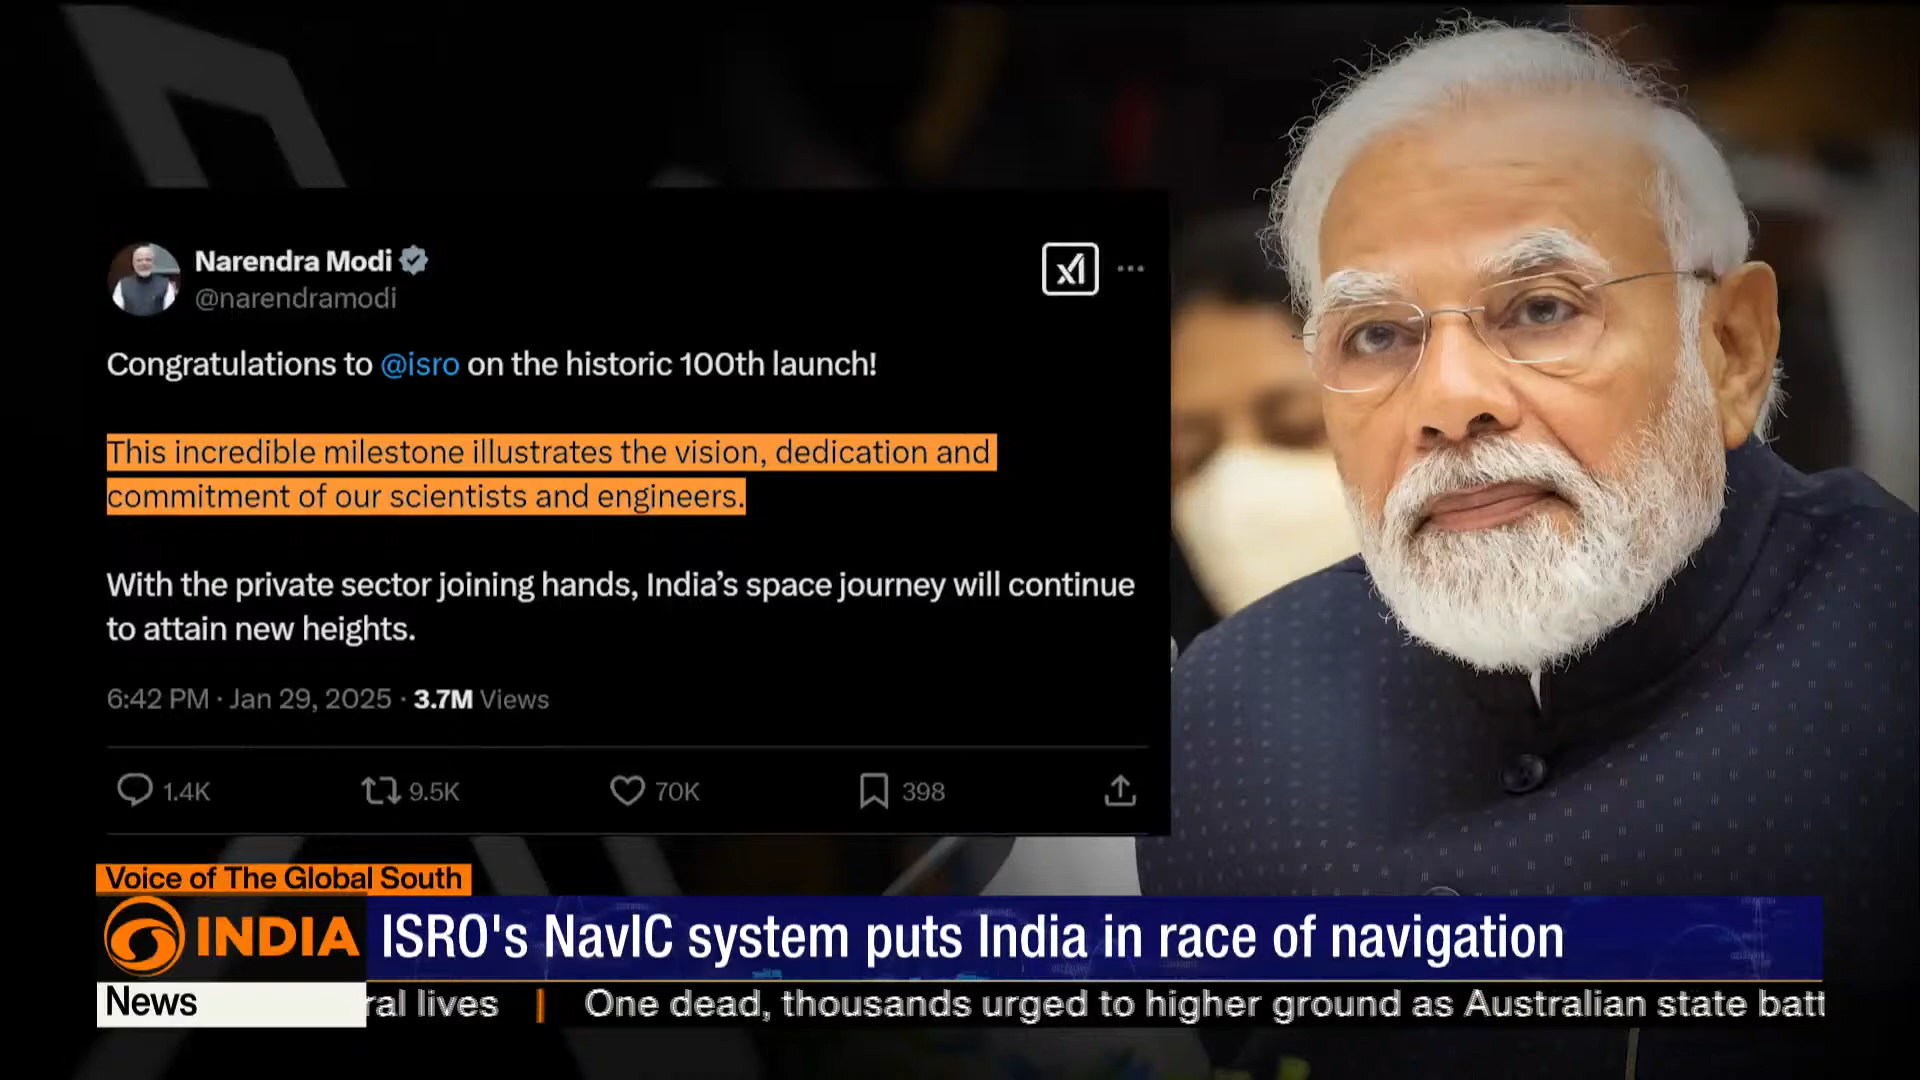 Narendra Modi
@narendramodi
Congratulations to @isro on the historic 100th launch!
This incredible milestone illustrates the vision, dedication and
commitment of our scientists and engineers.
With the private sector joining hands, India's space journey will continue
to attain new heights.
6:42 PM · Jan 29, 2025 · 3.7M Views
1.4K 9.5K 70K 398
Voice of The Global South
INDIA
ISRO's NavIC system puts India in race of navigation
News
ral lives | One dead, thousands urged to higher ground as Australian state batt